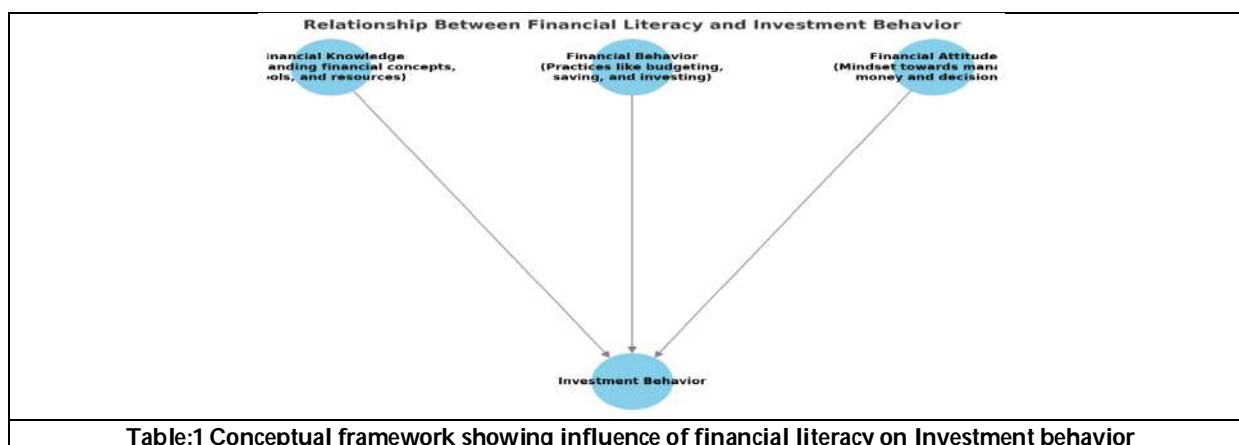 Relationship Between Financial Literacy and Investment Behavior
inancial Knowledge
anding financial concepts,
ols, and resources)
Financial Behavior
(Practices like budgeting,
saving, and investing)
Financial Attitude
(Mindset towards mana
money and decision
Investment Behavior
Table:1 Conceptual framework showing influence of financial literacy on Investment behavior